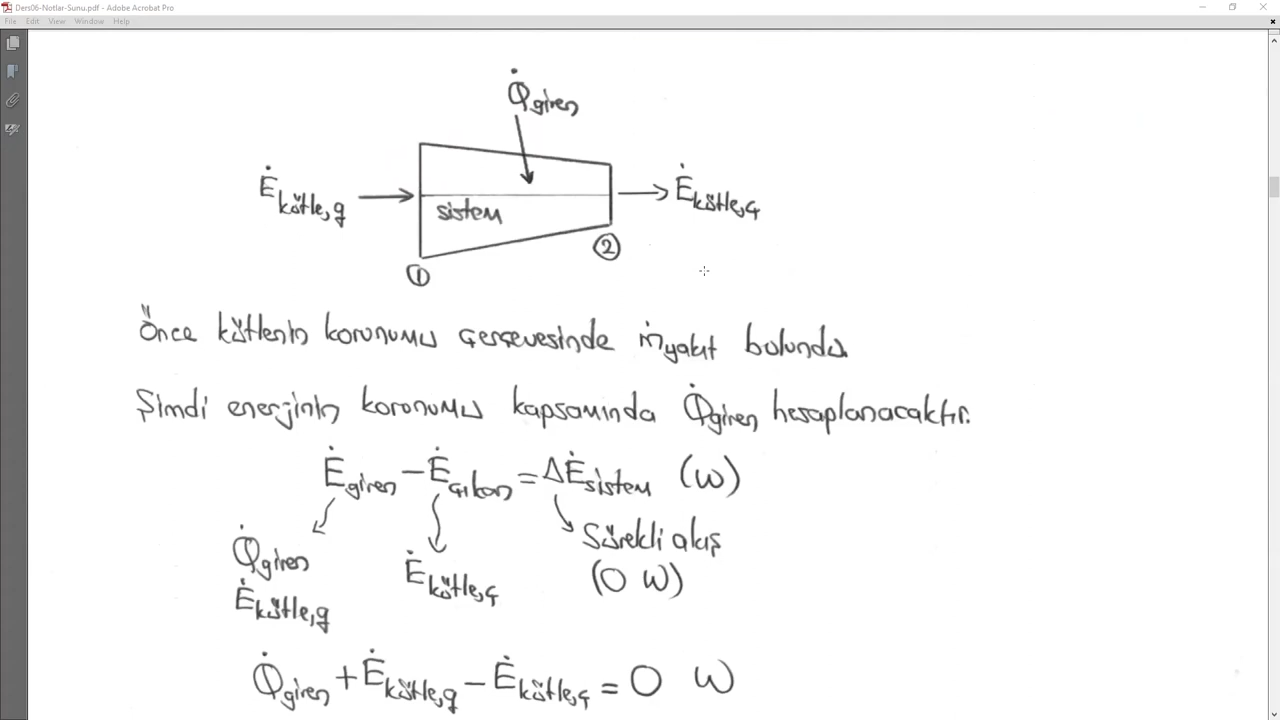 Ders06-Notlar-Sunu.pdf - Adobe Acrobat Pro
File Edit View Window Help
Q̇giren
Ėkütle,g
Ėkütle,ç
sistem
①
②
Önce kütlenin korunumu çerçevesinde ṁyakıt bulundu.
Şimdi enerjinin korunumu kapsamında Q̇giren hesaplanacaktır.
Ėgiren − Ėçıkan = ΔĖsistem (W)
Q̇giren
Ėkütle,g
Ėkütle,ç
Sürekli akış
(0 W)
Q̇giren + Ėkütle,g − Ėkütle,ç = 0 W